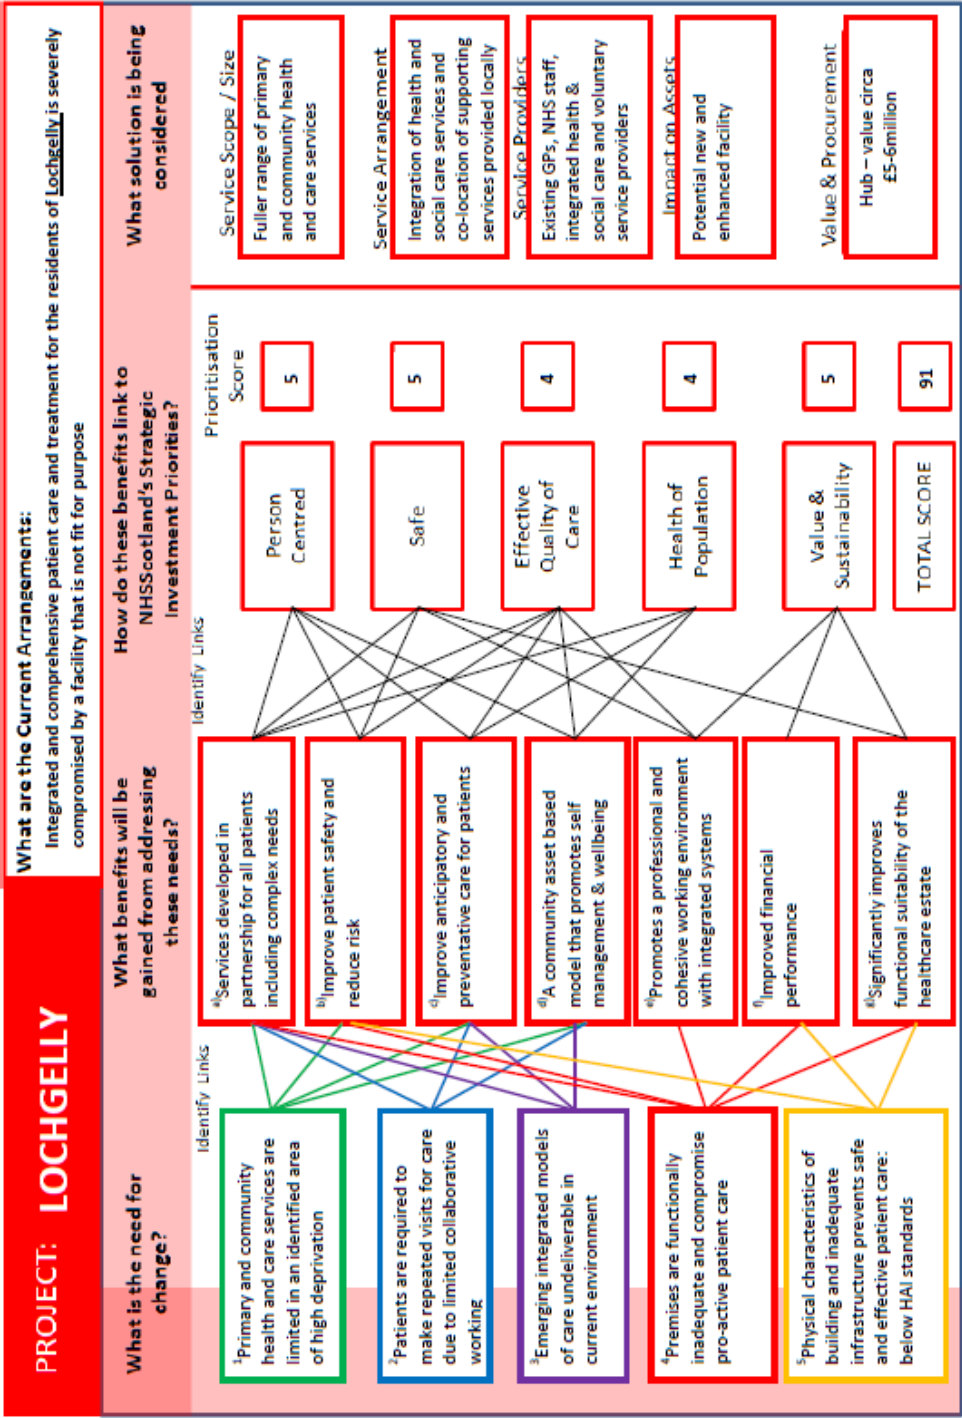 PROJECT: LOCHGELLY
What are the Current Arrangements:
Integrated and comprehensive patient care and treatment for the residents of Lochgelly is severely
compromised by a facility that is not fit for purpose
What is the need for
change?
What benefits will be
gained from addressing
these needs?
How do these benefits link to
NHSScotland's Strategic
Investment Priorities?
What solution is being
considered
Identify Links
Identify Links
Prioritisation
Score
1Primary and community
health and care services are
limited in an identified area
of high deprivation
2Patients are required to
make repeated visits for care
due to limited collaborative
working
3Emerging integrated models
of care undeliverable in
current environment
4Premises are functionally
inadequate and compromise
pro-active patient care
5Physical characteristics of
building and inadequate
infrastructure prevents safe
and effective patient care:
below HAI standards
a)Services developed in
partnership for all patients
including complex needs
b)Improve patient safety and
reduce risk
c)Improve anticipatory and
preventative care for patients
d)A community asset based
model that promotes self
management & wellbeing
e)Promotes a professional and
cohesive working environment
with integrated systems
f)Improved financial
performance
g)Significantly improves
functional suitability of the
healthcare estate
Person
Centred
5
Safe
5
Effective
Quality of
Care
4
Health of
Population
4
Value &
Sustainability
5
TOTAL SCORE
91
Service Scope / Size
Fuller range of primary
and community health
and care services
Service Arrangement
Integration of health and
social care services and
co-location of supporting
services provided locally
Service Providers
Existing GPs, NHS staff,
integrated health &
social care and voluntary
service providers
Impact on Assets
Potential new and
enhanced facility
Value & Procurement
Hub – value circa
£5-6million